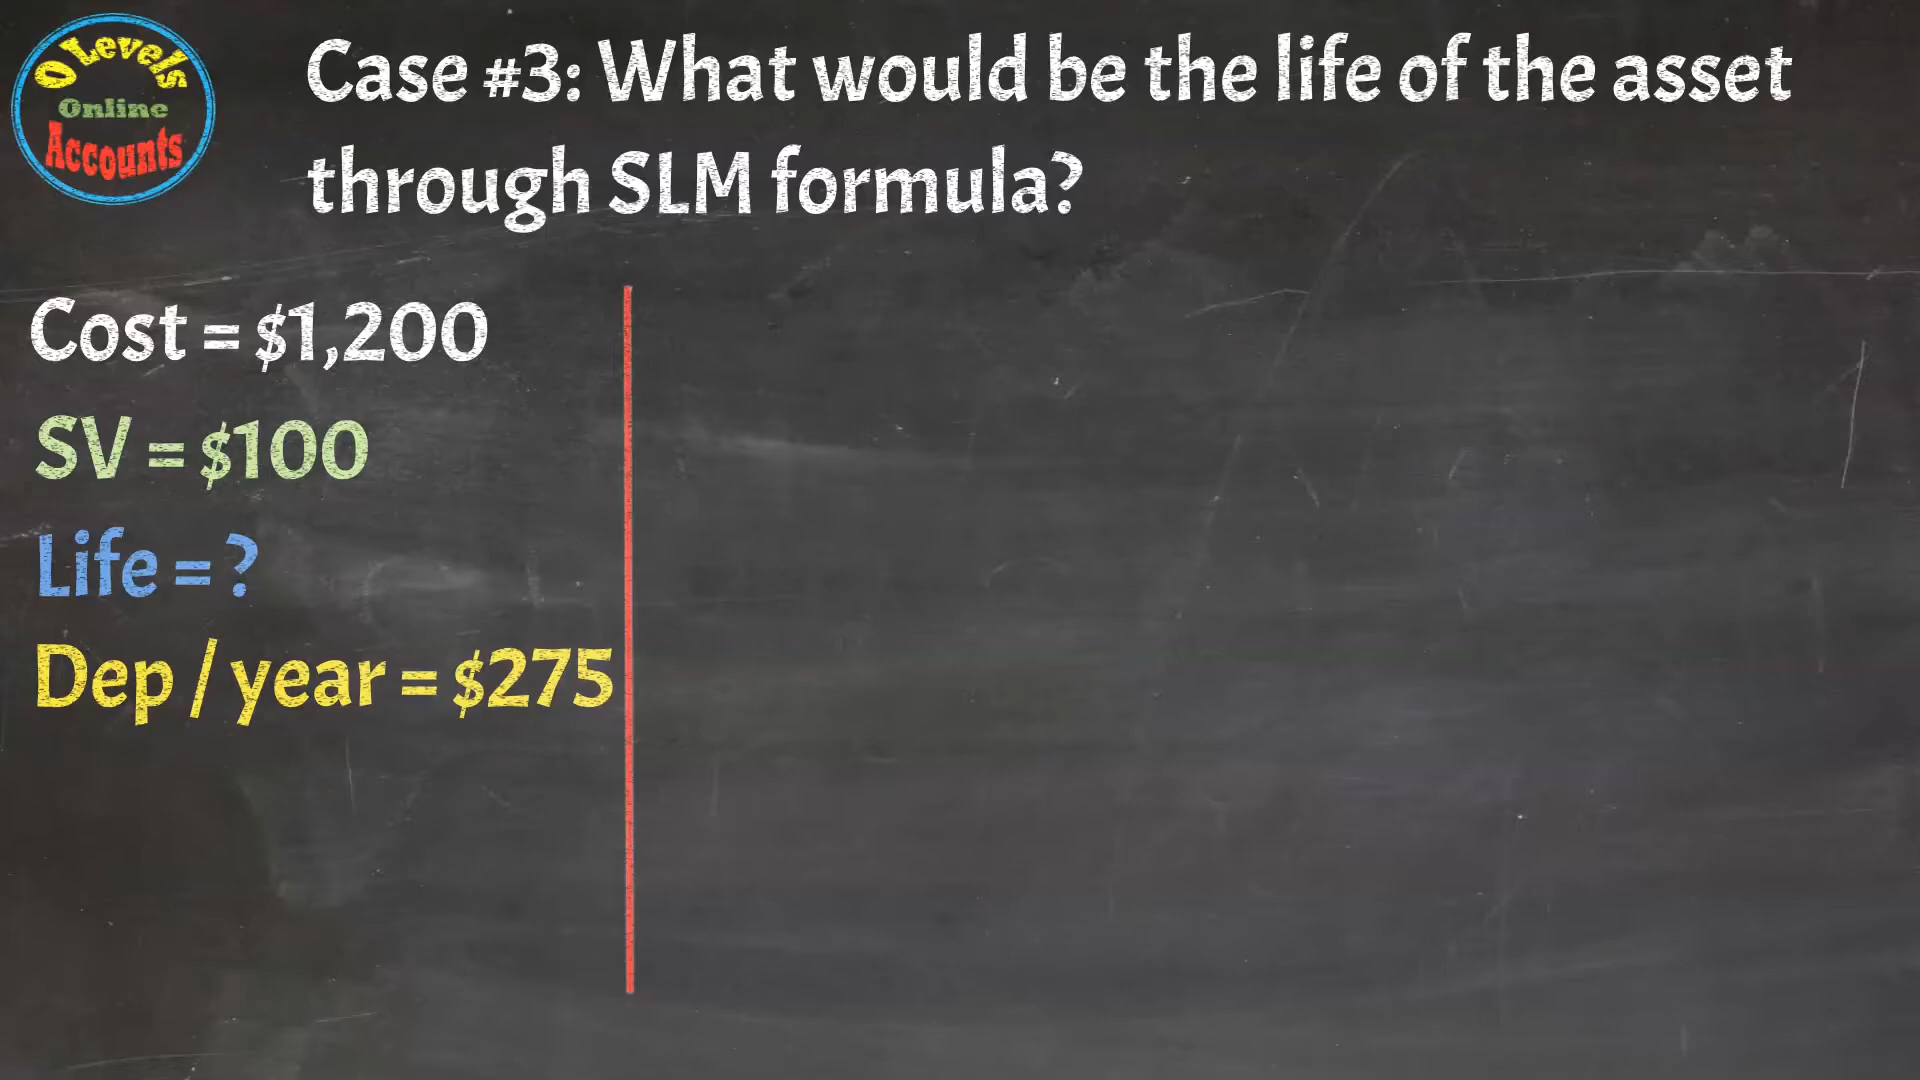 O Levels
Online
Accounts
Case #3: What would be the life of the asset
through SLM formula?
Cost = $1,200
SV = $100
Life = ?
Dep / year = $275